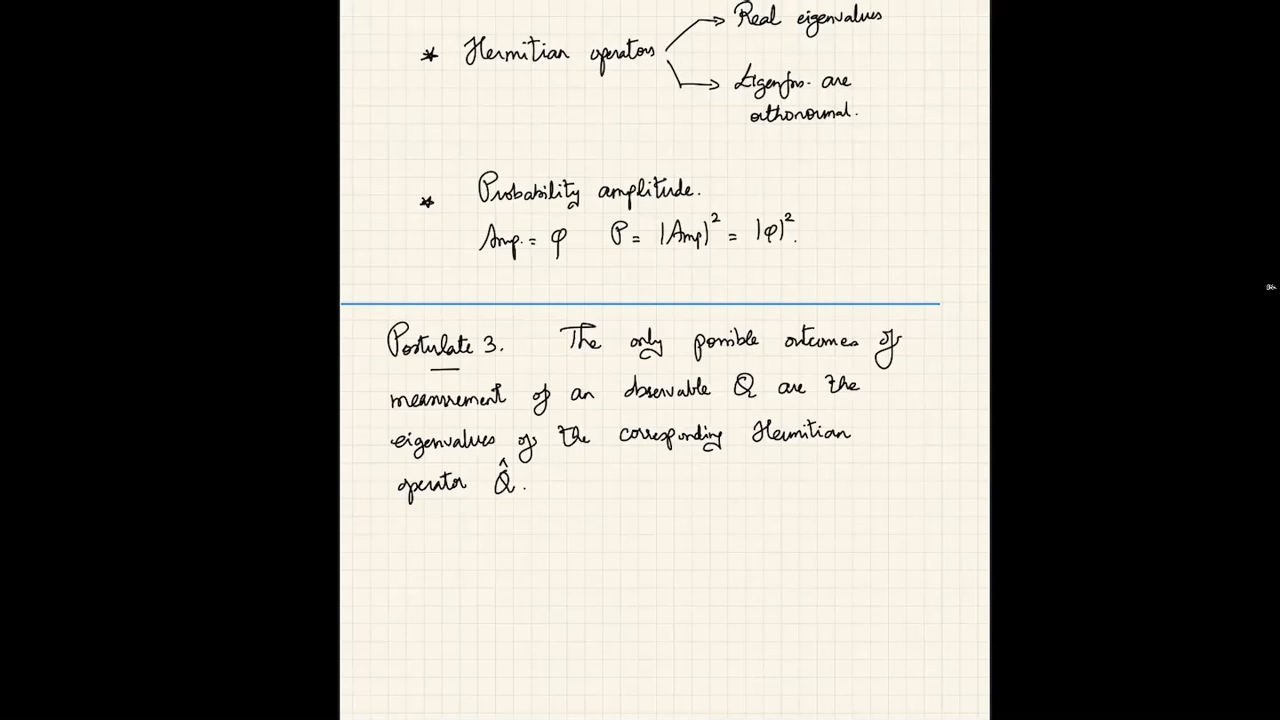 Real eigenvalues
* Hermitian operators
Eigenfns. are
orthonormal.
* Probability amplitude.
Amp. = φ P = |Amp|² = |φ|².
Postulate 3. The only possible outcomes of
measurement of an observable Q are the
eigenvalues of the corresponding Hermitian
operator Q̂.